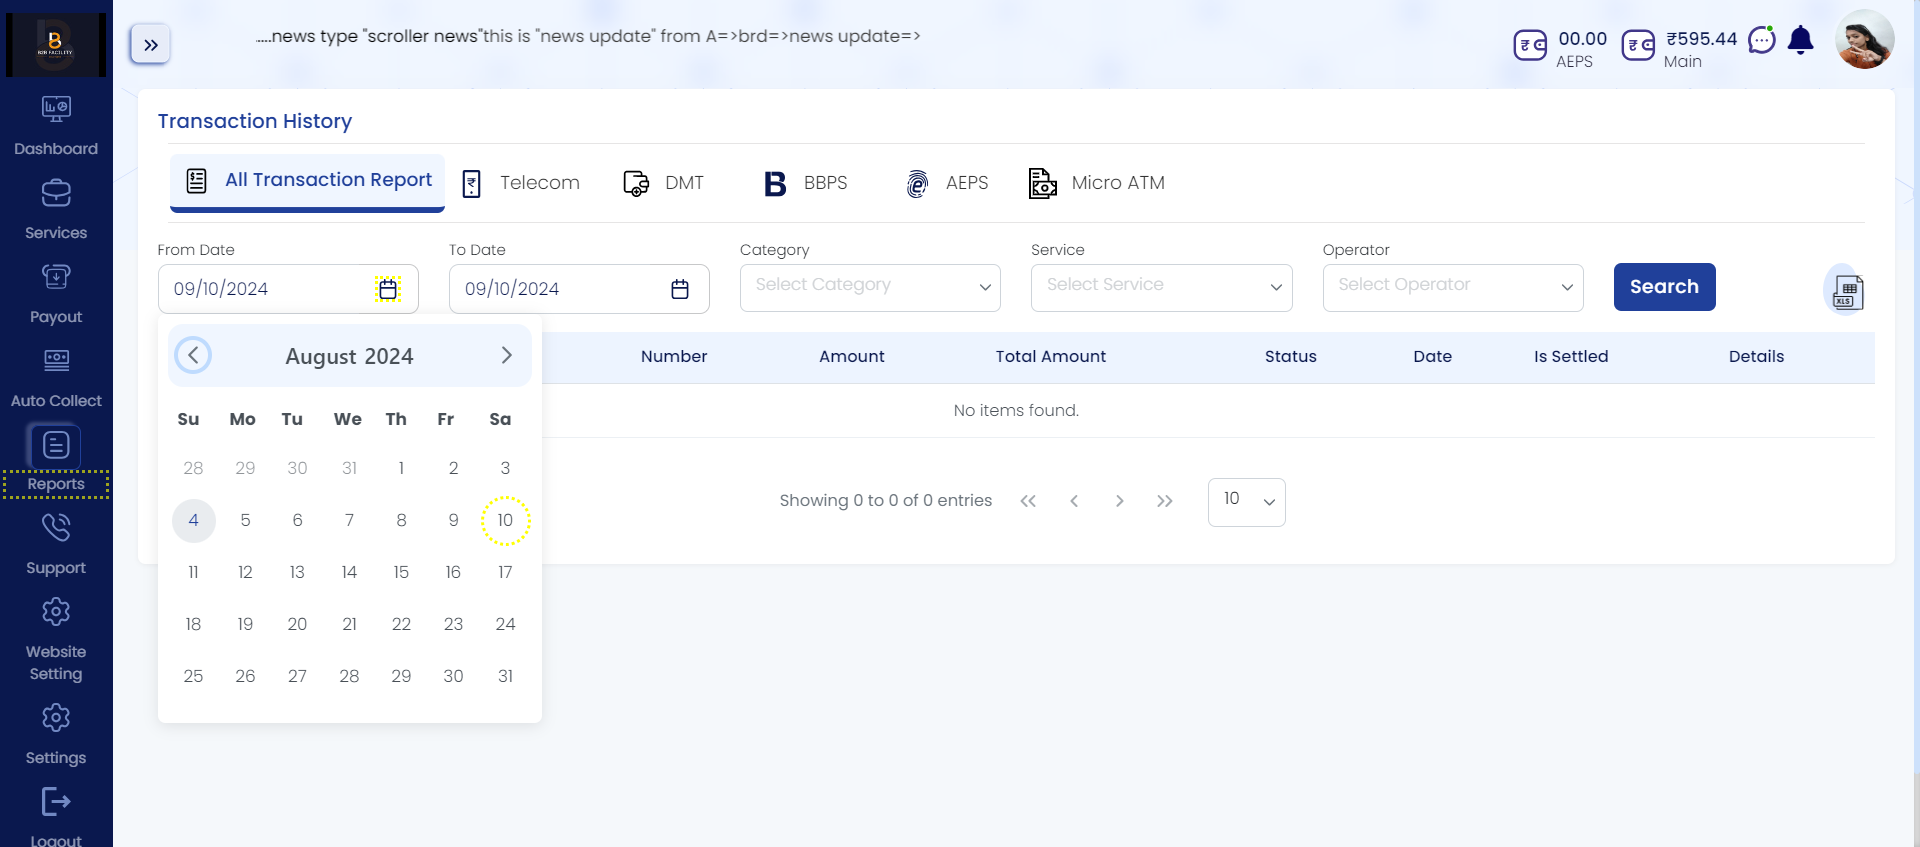 B2B FACILITY
.....news type "scroller news"this is "news update" from A=>brd=>news update=>
00.00
AEPS
₹595.44
Main
Dashboard
Services
Payout
Auto Collect
Reports
Support
Website
Setting
Settings
Logout
Transaction History
All Transaction Report
Telecom
DMT
BBPS
AEPS
Micro ATM
From Date
To Date
Category
Service
Operator
09/10/2024
09/10/2024
Select Category
Select Service
Select Operator
Search
XLS
Number Amount Total Amount Status Date Is Settled Details
No items found.
Showing 0 to 0 of 0 entries
10
August 2024
Su Mo Tu We Th Fr Sa
28 29 30 31 1 2 3
4 5 6 7 8 9 10
11 12 13 14 15 16 17
18 19 20 21 22 23 24
25 26 27 28 29 30 31